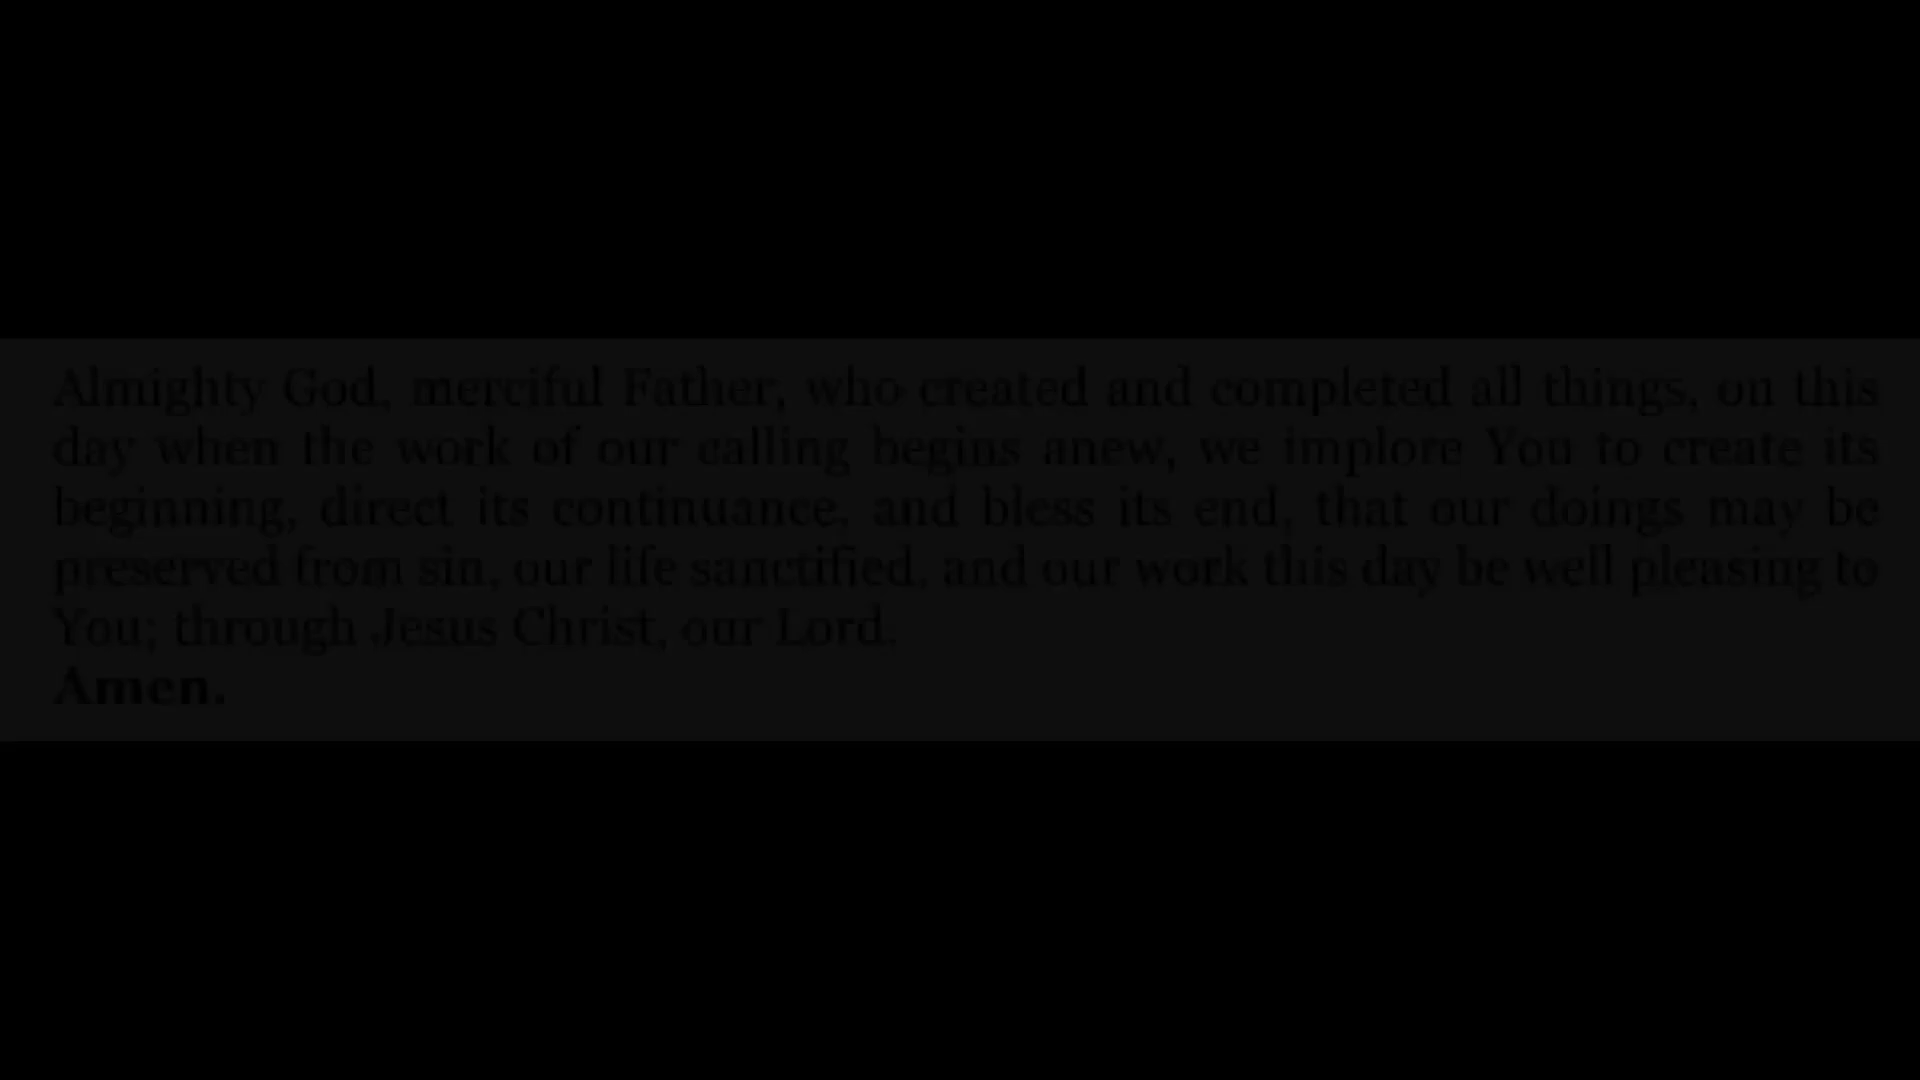 Almighty God, merciful Father, who created and completed all things, on this
day when the work of our calling begins anew, we implore You to create its
beginning, direct its continuance, and bless its end, that our doings may be
preserved from sin, our life sanctified, and our work this day be well pleasing to
You; through Jesus Christ, our Lord.
Amen.